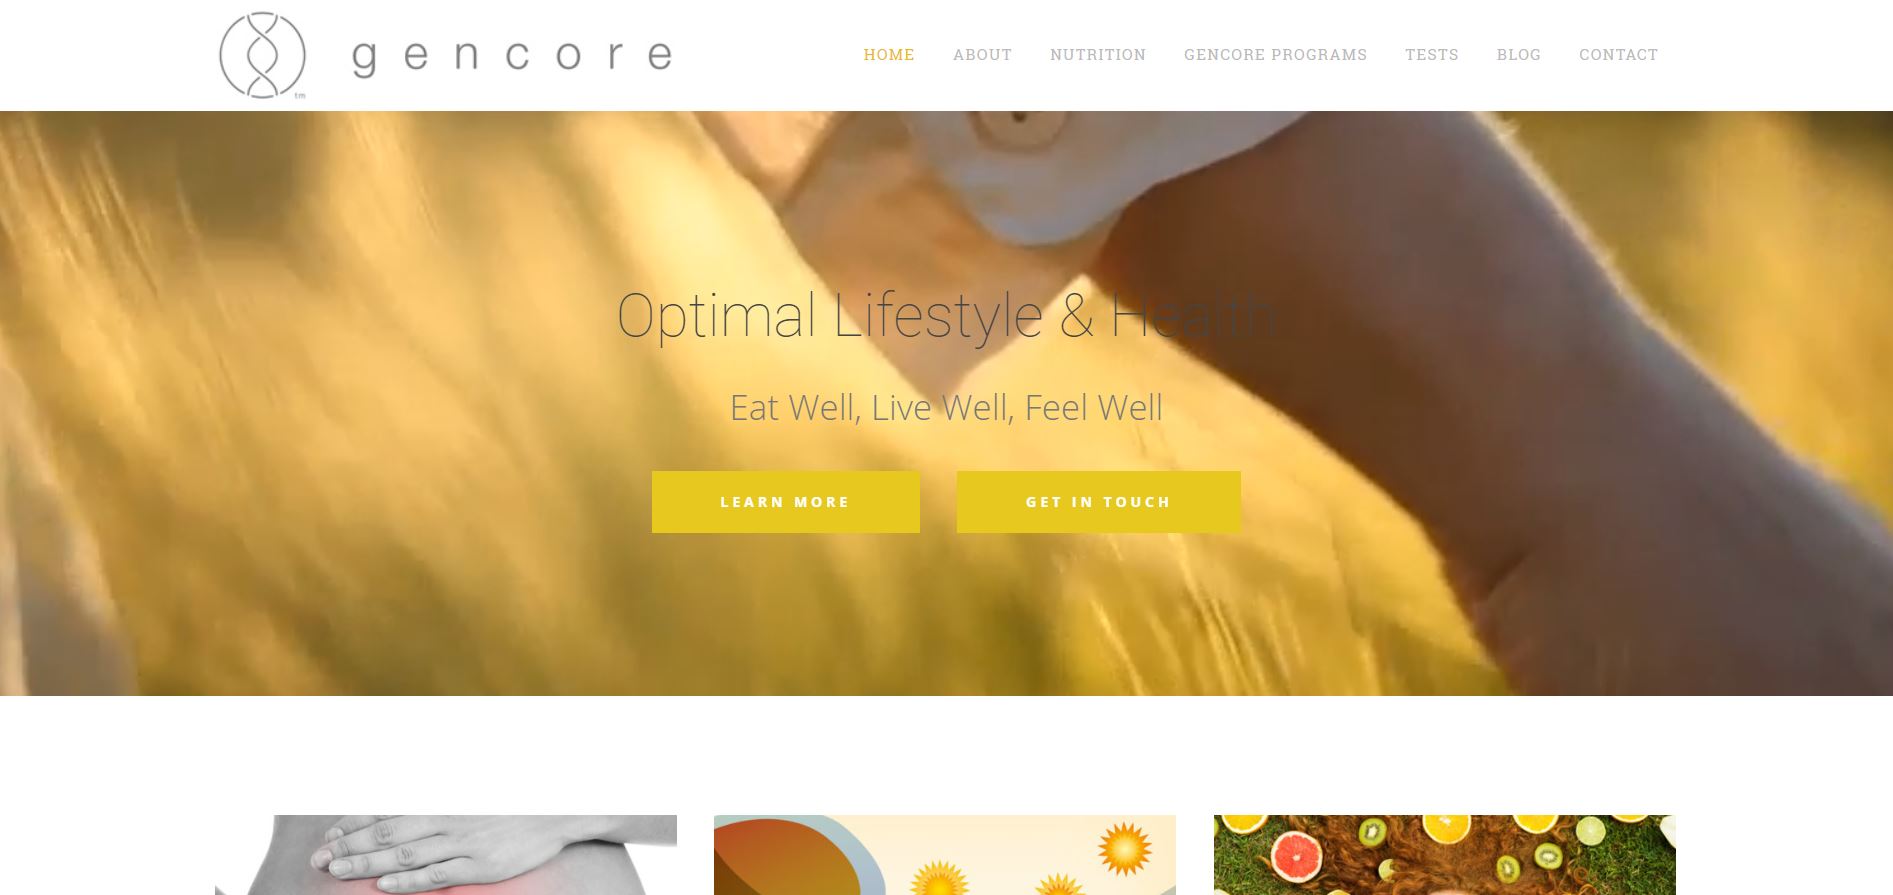 gencore
tm
HOME ABOUT NUTRITION GENCORE PROGRAMS TESTS BLOG CONTACT
Optimal Lifestyle & Health
Eat Well, Live Well, Feel Well
LEARN MORE GET IN TOUCH